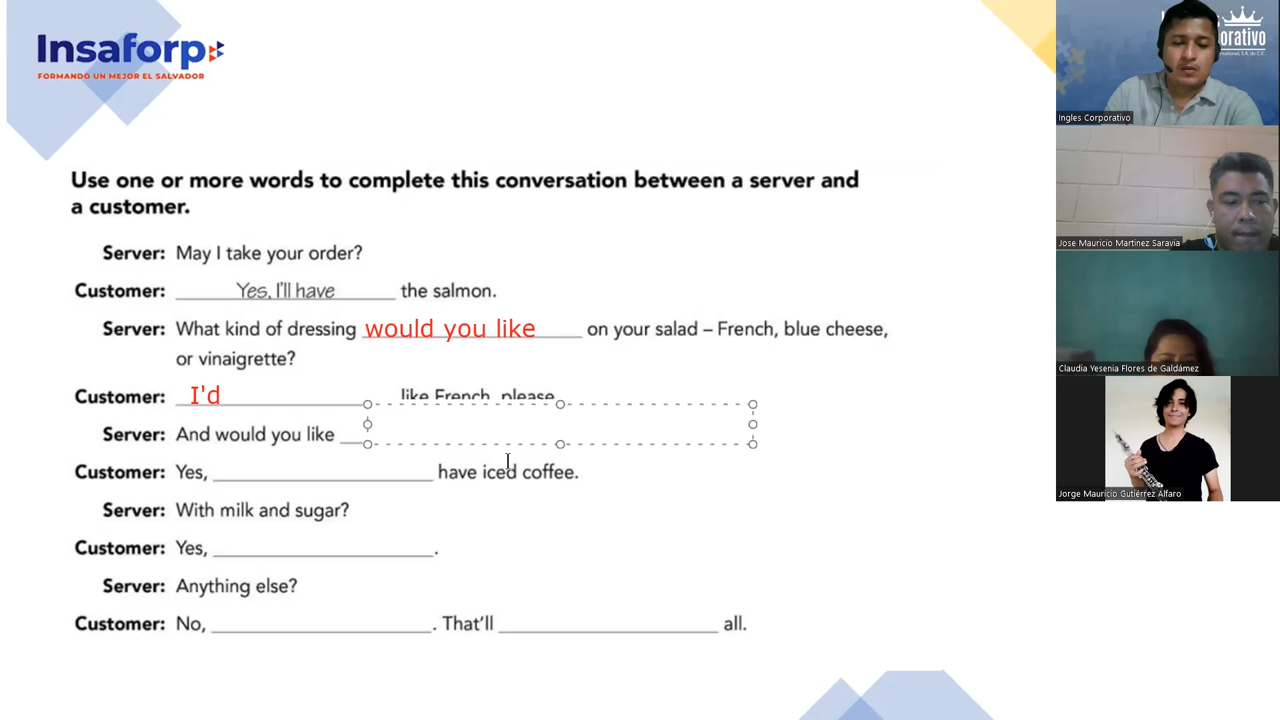 Insaforp
FORMANDO UN MEJOR EL SALVADOR
Use one or more words to complete this conversation between a server and
a customer.
Server: May I take your order?
Customer: Yes, I'll have the salmon.
Server: What kind of dressing would you like on your salad – French, blue cheese,
or vinaigrette?
Customer: I'd like French, please
Server: And would you like
Customer: Yes, have iced coffee.
Server: With milk and sugar?
Customer: Yes, .
Server: Anything else?
Customer: No, . That'll all.
orativo
Ingles Corporativo
Jose Mauricio Martinez Saravia
Claudia Yesenia Flores de Galdámez
Jorge Mauricio Gutiérrez Alfaro